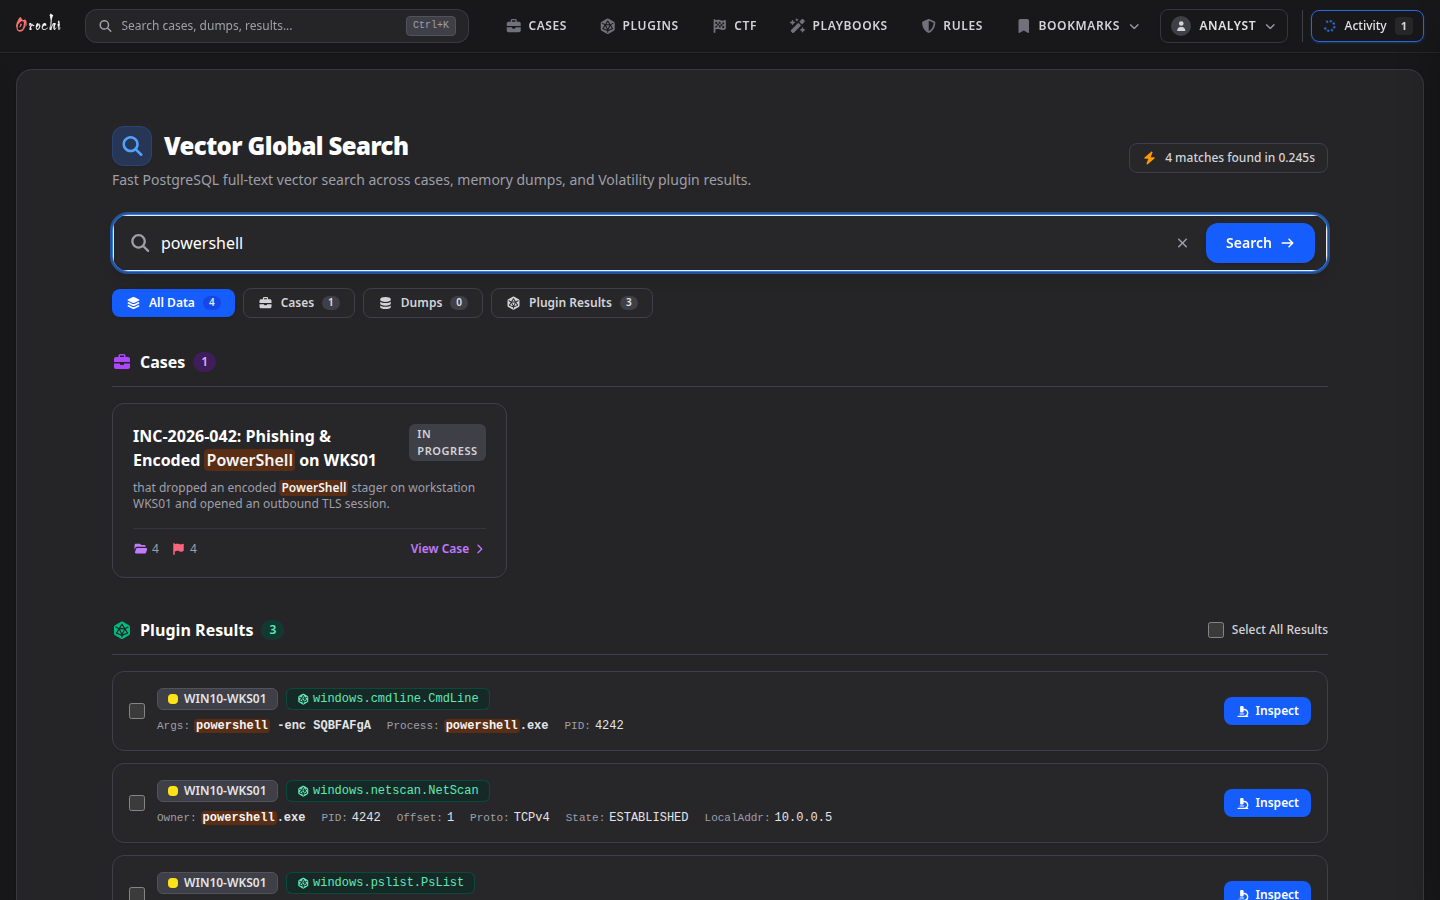 Orochi
Search cases, dumps, results...
Ctrl+K
CASES
PLUGINS
CTF
PLAYBOOKS
RULES
BOOKMARKS
ANALYST
Activity 1
Vector Global Search
Fast PostgreSQL full-text vector search across cases, memory dumps, and Volatility plugin results.
4 matches found in 0.245s
powershell
Search
All Data 4
Cases 1
Dumps 0
Plugin Results 3
Cases 1
INC-2026-042: Phishing &
Encoded PowerShell on WKS01
IN
PROGRESS
that dropped an encoded PowerShell stager on workstation
WKS01 and opened an outbound TLS session.
4 4
View Case
Plugin Results 3
Select All Results
WIN10-WKS01 windows.cmdline.CmdLine
Args: powershell -enc SQBFAFgA Process: powershell.exe PID: 4242
Inspect
WIN10-WKS01 windows.netscan.NetScan
Owner: powershell.exe PID: 4242 Offset: 1 Proto: TCPv4 State: ESTABLISHED LocalAddr: 10.0.0.5
Inspect
WIN10-WKS01 windows.pslist.PsList
Inspect